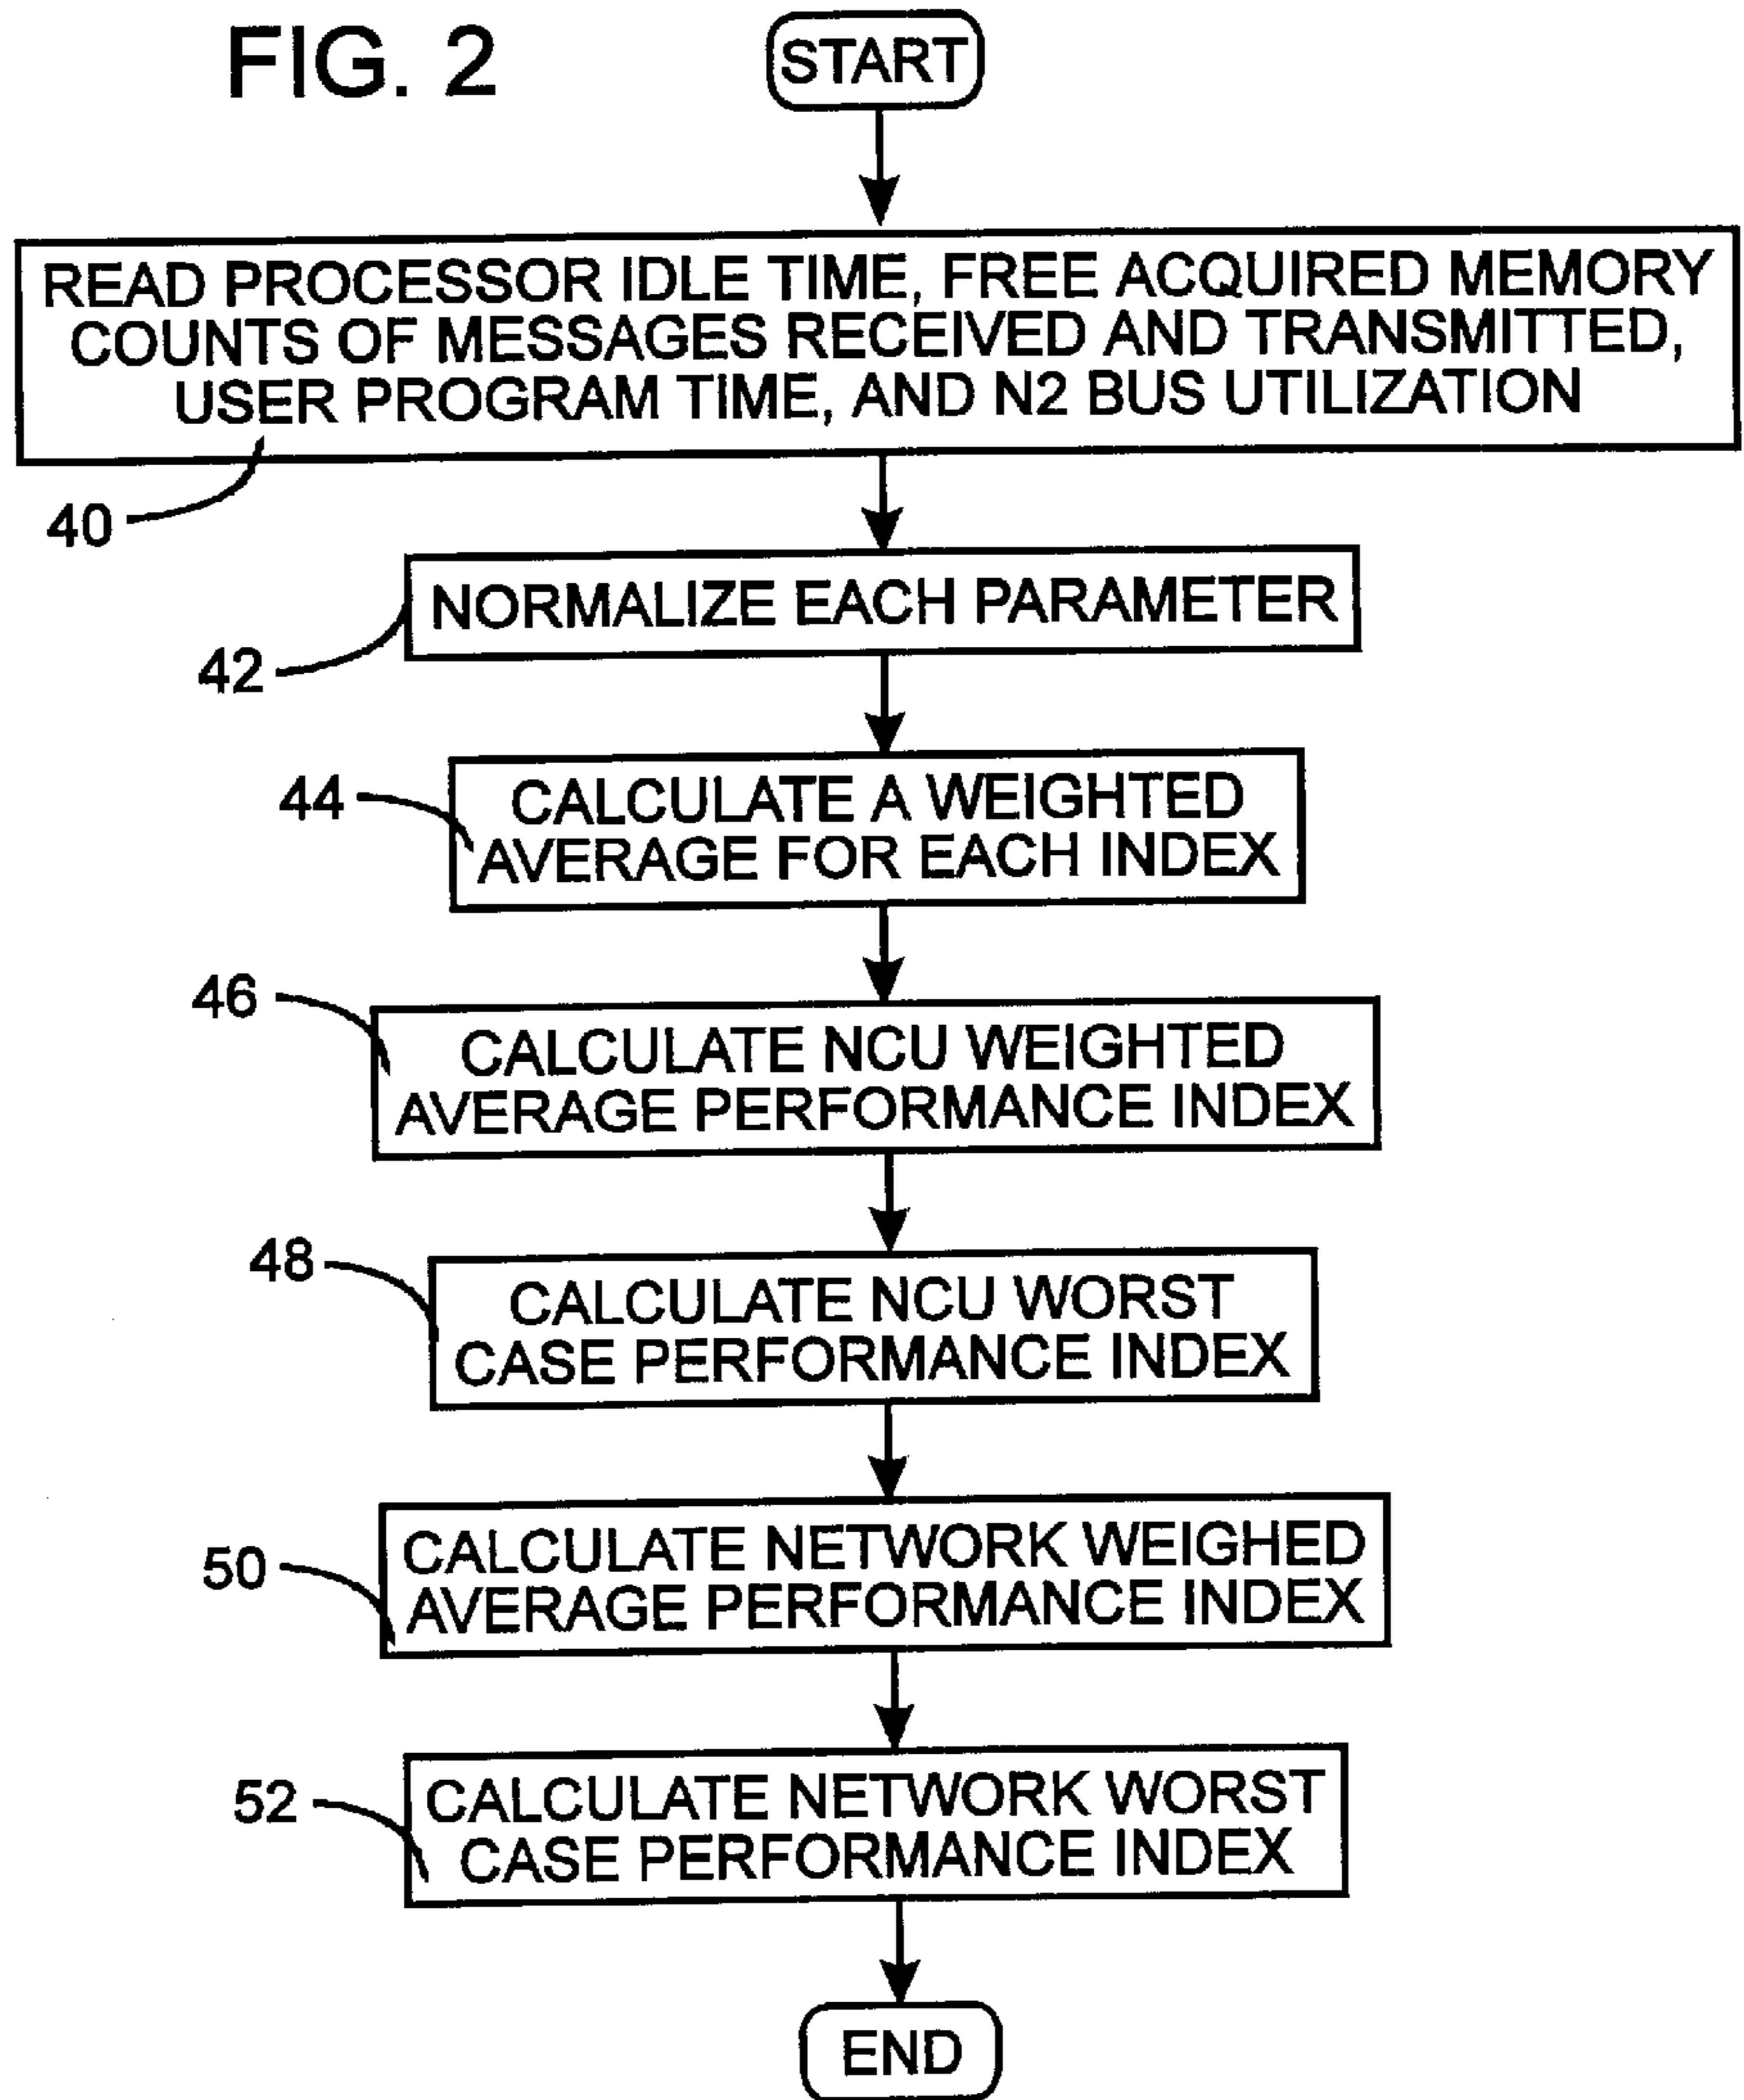 FIG. 2
START
READ PROCESSOR IDLE TIME, FREE ACQUIRED MEMORY
COUNTS OF MESSAGES RECEIVED AND TRANSMITTED,
USER PROGRAM TIME, AND N2 BUS UTILIZATION
40
NORMALIZE EACH PARAMETER
42
44
CALCULATE A WEIGHTED
AVERAGE FOR EACH INDEX
46
CALCULATE NCU WEIGHTED
AVERAGE PERFORMANCE INDEX
48
CALCULATE NCU WORST
CASE PERFORMANCE INDEX
50
CALCULATE NETWORK WEIGHED
AVERAGE PERFORMANCE INDEX
52
CALCULATE NETWORK WORST
CASE PERFORMANCE INDEX
END